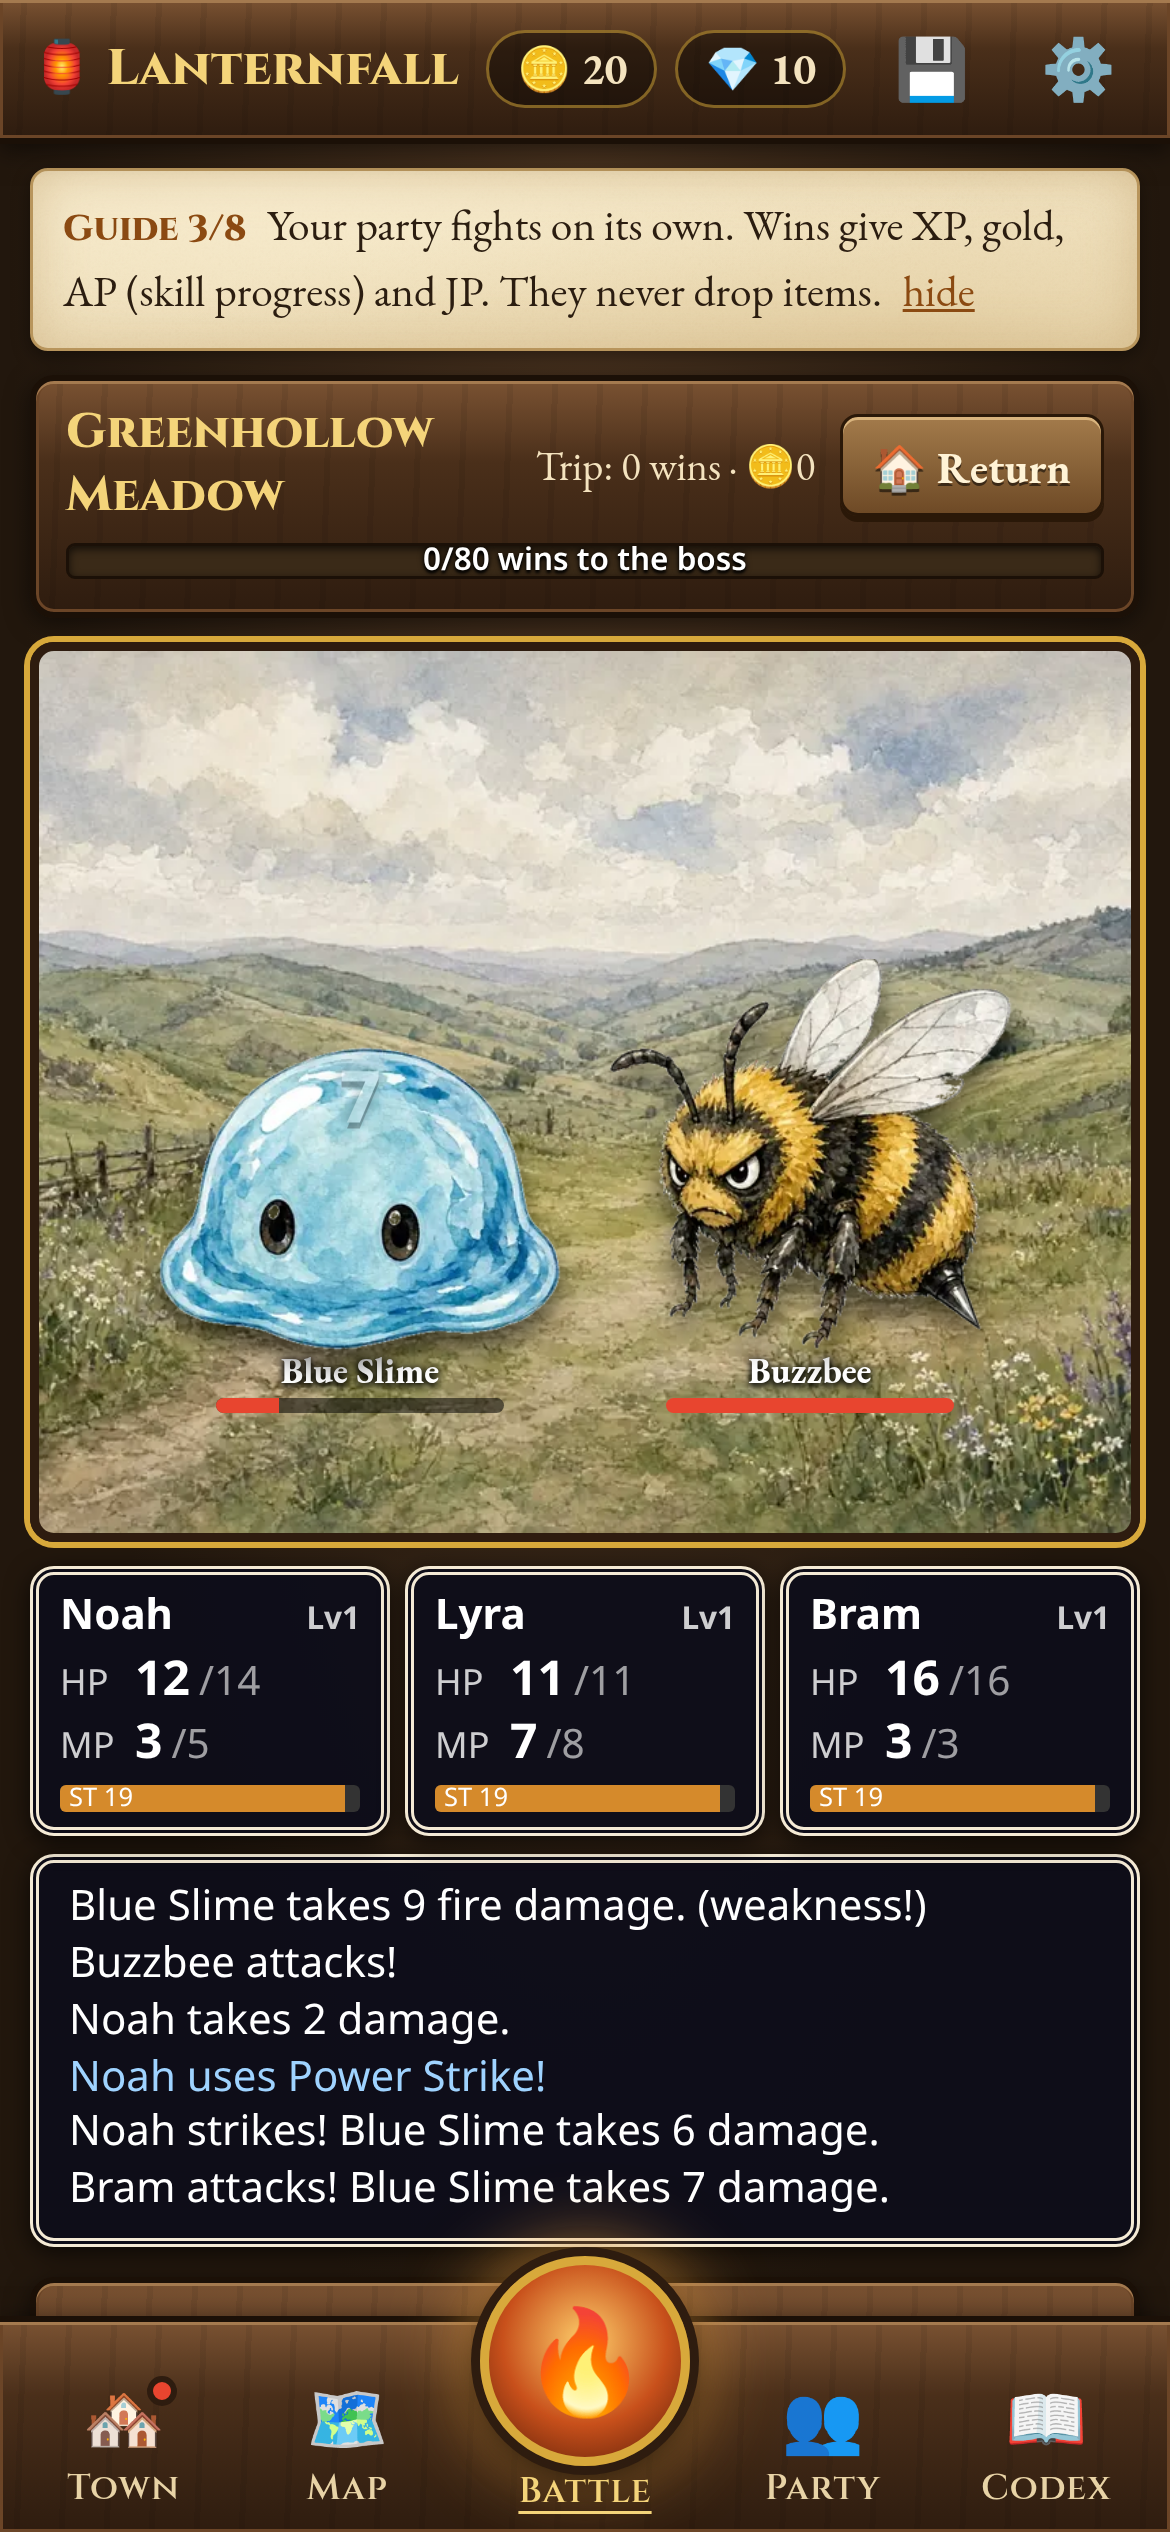 LANTERNFALL 20 10
GUIDE 3/8 Your party fights on its own. Wins give XP, gold,
AP (skill progress) and JP. They never drop items. hide
GREENHOLLOW
MEADOW
Trip: 0 wins · 0
Return
0/80 wins to the boss
7
Blue Slime
Buzzbee
Noah Lv1
HP 12 /14
MP 3 /5
ST 19
Lyra Lv1
HP 11 /11
MP 7 /8
ST 19
Bram Lv1
HP 16 /16
MP 3 /3
ST 19
Blue Slime takes 9 fire damage. (weakness!)
Buzzbee attacks!
Noah takes 2 damage.
Noah uses Power Strike!
Noah strikes! Blue Slime takes 6 damage.
Bram attacks! Blue Slime takes 7 damage.
TOWN
MAP
BATTLE
PARTY
CODEX